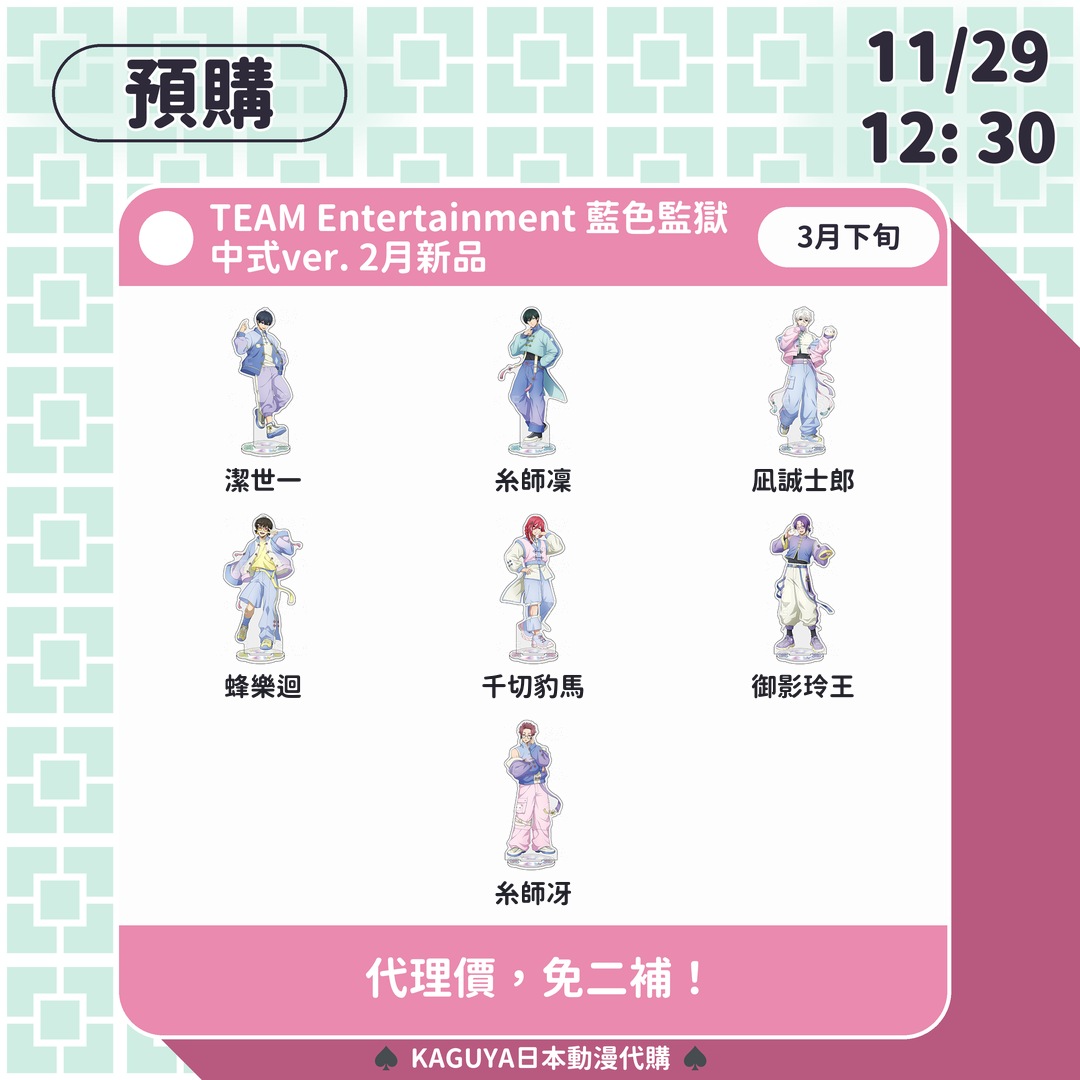 預購
11/29
12: 30
TEAM Entertainment 藍色監獄
中式ver. 2月新品
3月下旬
潔世一
糸師凜
凪誠士郎
蜂樂迴
千切豹馬
御影玲王
糸師冴
代理價，免二補！
♠ KAGUYA日本動漫代購 ♠